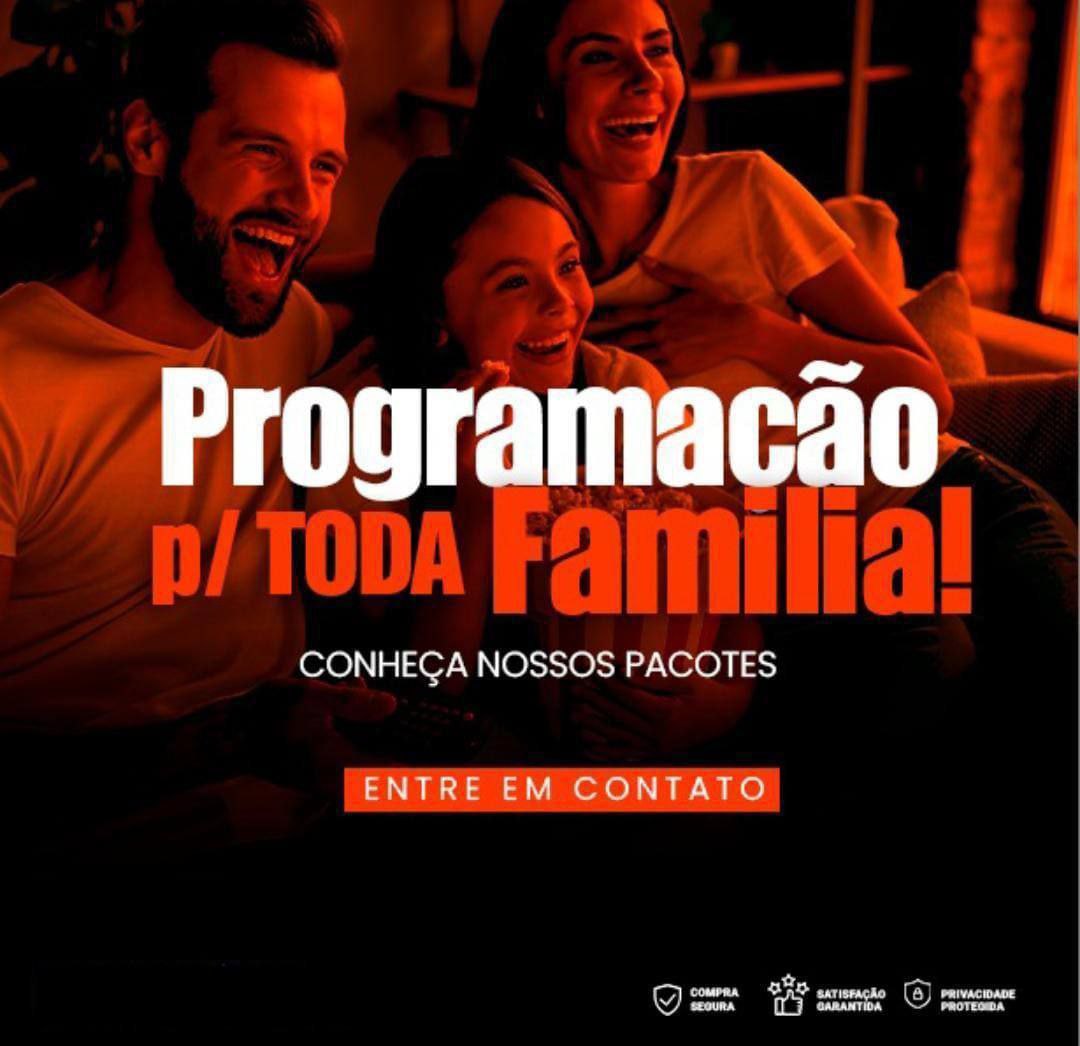 Programacão
p/ TODA Familia!
CONHEÇA NOSSOS PACOTES
ENTRE EM CONTATO
COMPRA
SEGURA
SATISFAÇÃO
GARANTIDA
PRIVACIDADE
PROTEGIDA